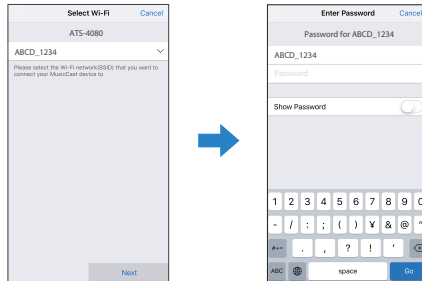 Select Wi-Fi Cancel
ATS-4080
ABCD_1234
Please select the Wi-Fi network(SSID) that you want to
connect your MusicCast device to
Next
Enter Password Cancel
Password for ABCD_1234
ABCD_1234
Password
Show Password
1 2 3 4 5 6 7 8 9 0
- / : ; ( ) ¥ & @ "
#+= . , ? ! '
ABC space Go